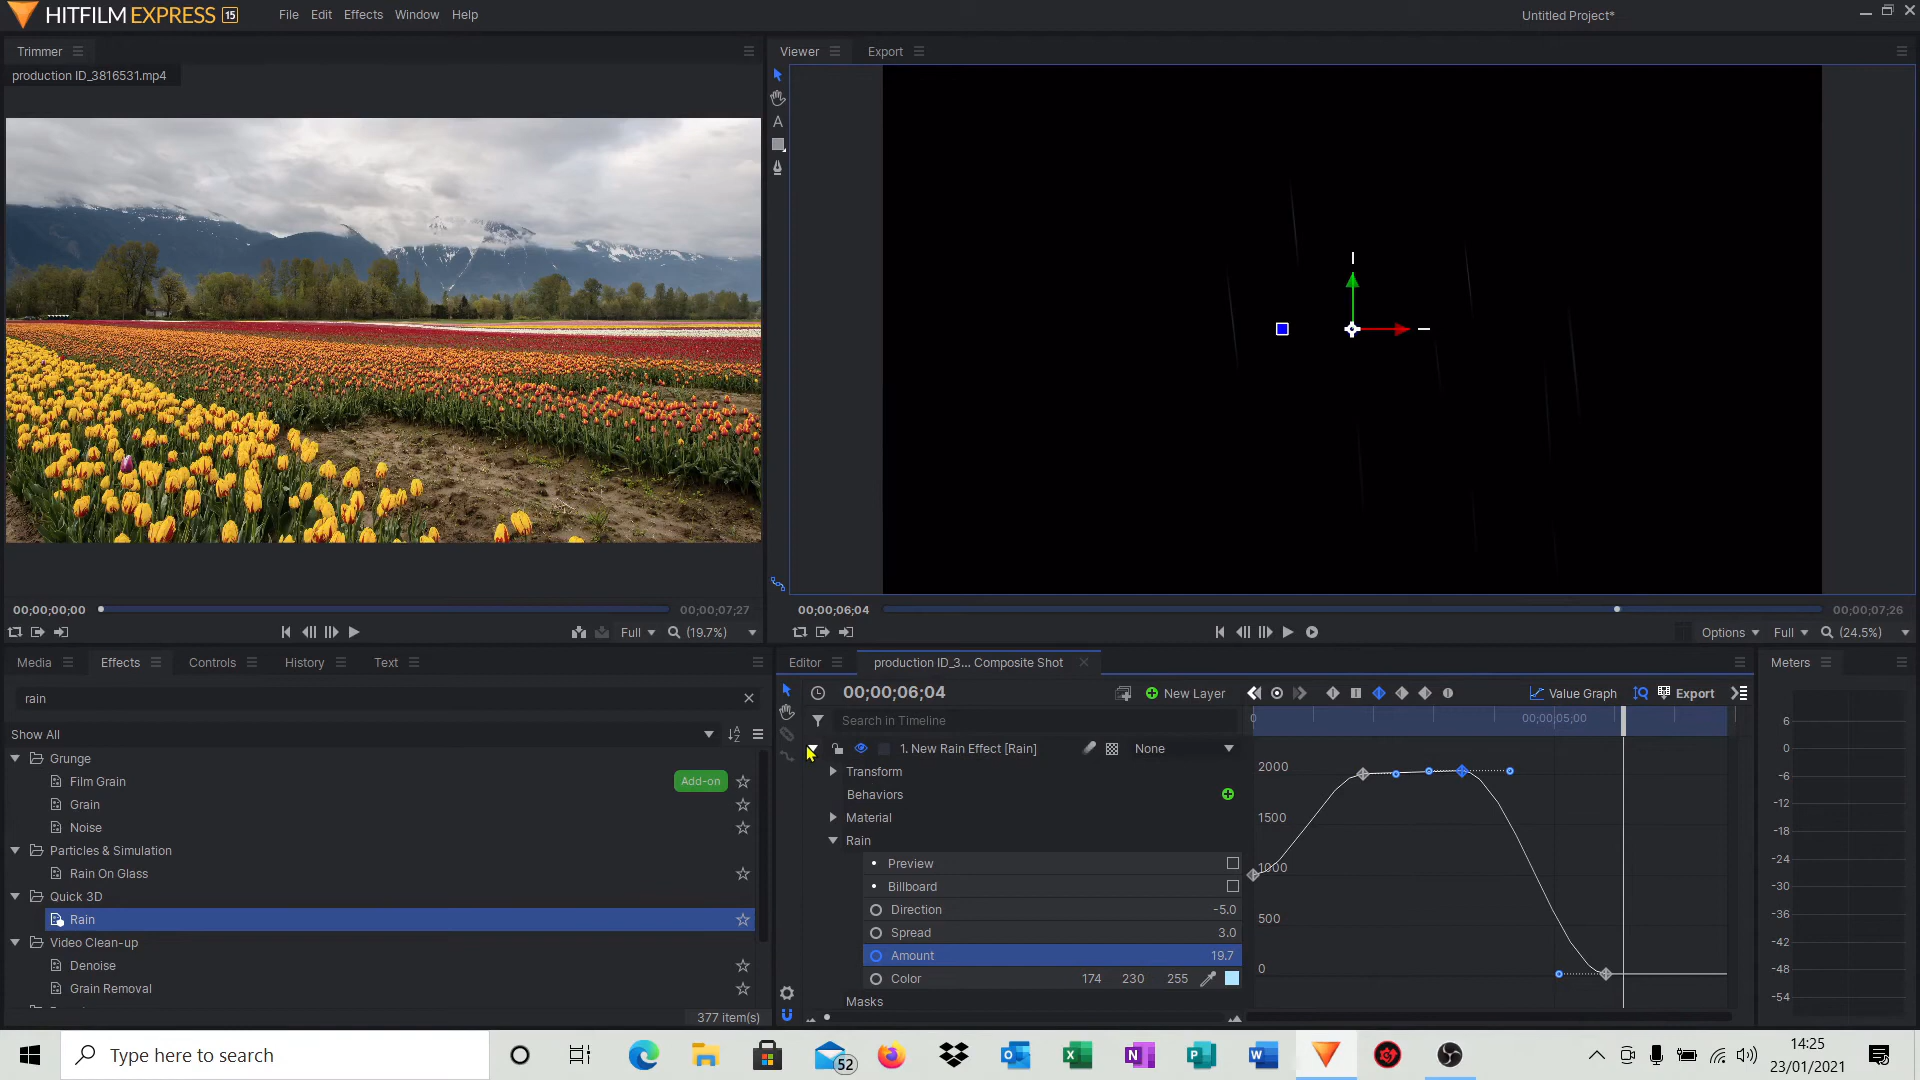 HITFILM EXPRESS 15
File Edit Effects Window Help
Untitled Project*
Trimmer
production ID_3816531.mp4
Viewer
Export
A
00;00;00;00
00;00;07;27
Full
(19.7%)
00;00;06;04
00;00;07;26
Options
Full
(24.5%)
Media
Effects
Controls
History
Text
rain
Show All
Grunge
Film Grain
Add-on
Grain
Noise
Particles & Simulation
Rain On Glass
Quick 3D
Rain
Video Clean-up
Denoise
Grain Removal
377 item(s)
Editor
production ID_3... Composite Shot
00;00;06;04
New Layer
Value Graph
Export
Search in Timeline
0
00;00;05;00
1. New Rain Effect [Rain]
None
Transform
Behaviors
Material
Rain
Preview
Billboard
Direction -5.0
Spread 3.0
Amount 19.7
Color 174 230 255
Masks
2000
1500
1000
500
0
Meters
6
0
-6
-12
-18
-24
-30
-36
-42
-48
-54
Type here to search
52
14:25
23/01/2021